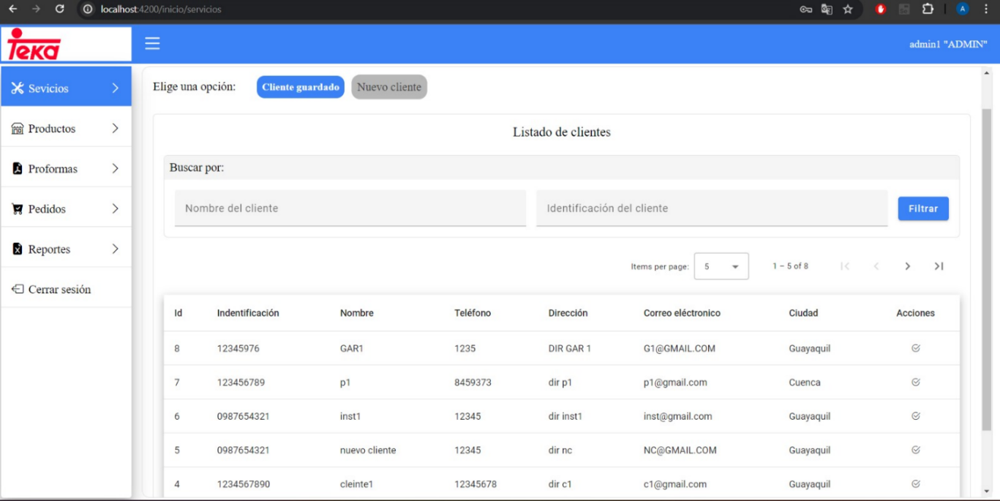 localhost:4200/inicio/servicios
A
Teka
admin1 "ADMIN"
Sevicios
Productos
Proformas
Pedidos
Reportes
Cerrar sesión
Elige una opción: Cliente guardado Nuevo cliente
Listado de clientes
Buscar por:
Nombre del cliente Identificación del cliente Filtrar
Items per page: 5 1 – 5 of 8
Id Indentificación Nombre Teléfono Dirección Correo eléctronico Ciudad Acciones
8 12345976 GAR1 1235 DIR GAR 1 G1@GMAIL.COM Guayaquil
7 123456789 p1 8459373 dir p1 p1@gmail.com Cuenca
6 0987654321 inst1 12345 dir inst1 inst@gmail.com Guayaquil
5 0987654321 nuevo cliente 12345 dir nc NC@GMAIL.COM Guayaquil
4 1234567890 cleinte1 12345678 dir c1 c1@gmail.com Guayaquil